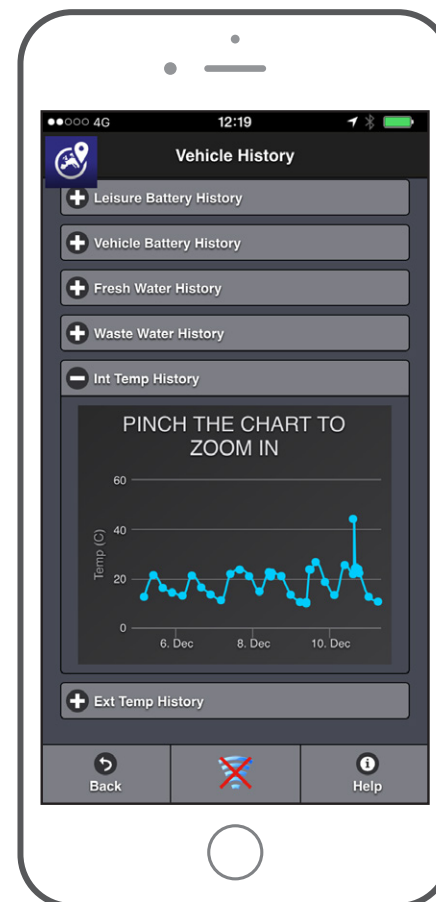 4G 12:19
Vehicle History
Leisure Battery History
Vehicle Battery History
Fresh Water History
Waste Water History
Int Temp History
PINCH THE CHART TO
ZOOM IN
60
40
Temp (C)
20
0
6. Dec 8. Dec 10. Dec
Ext Temp History
Back Help